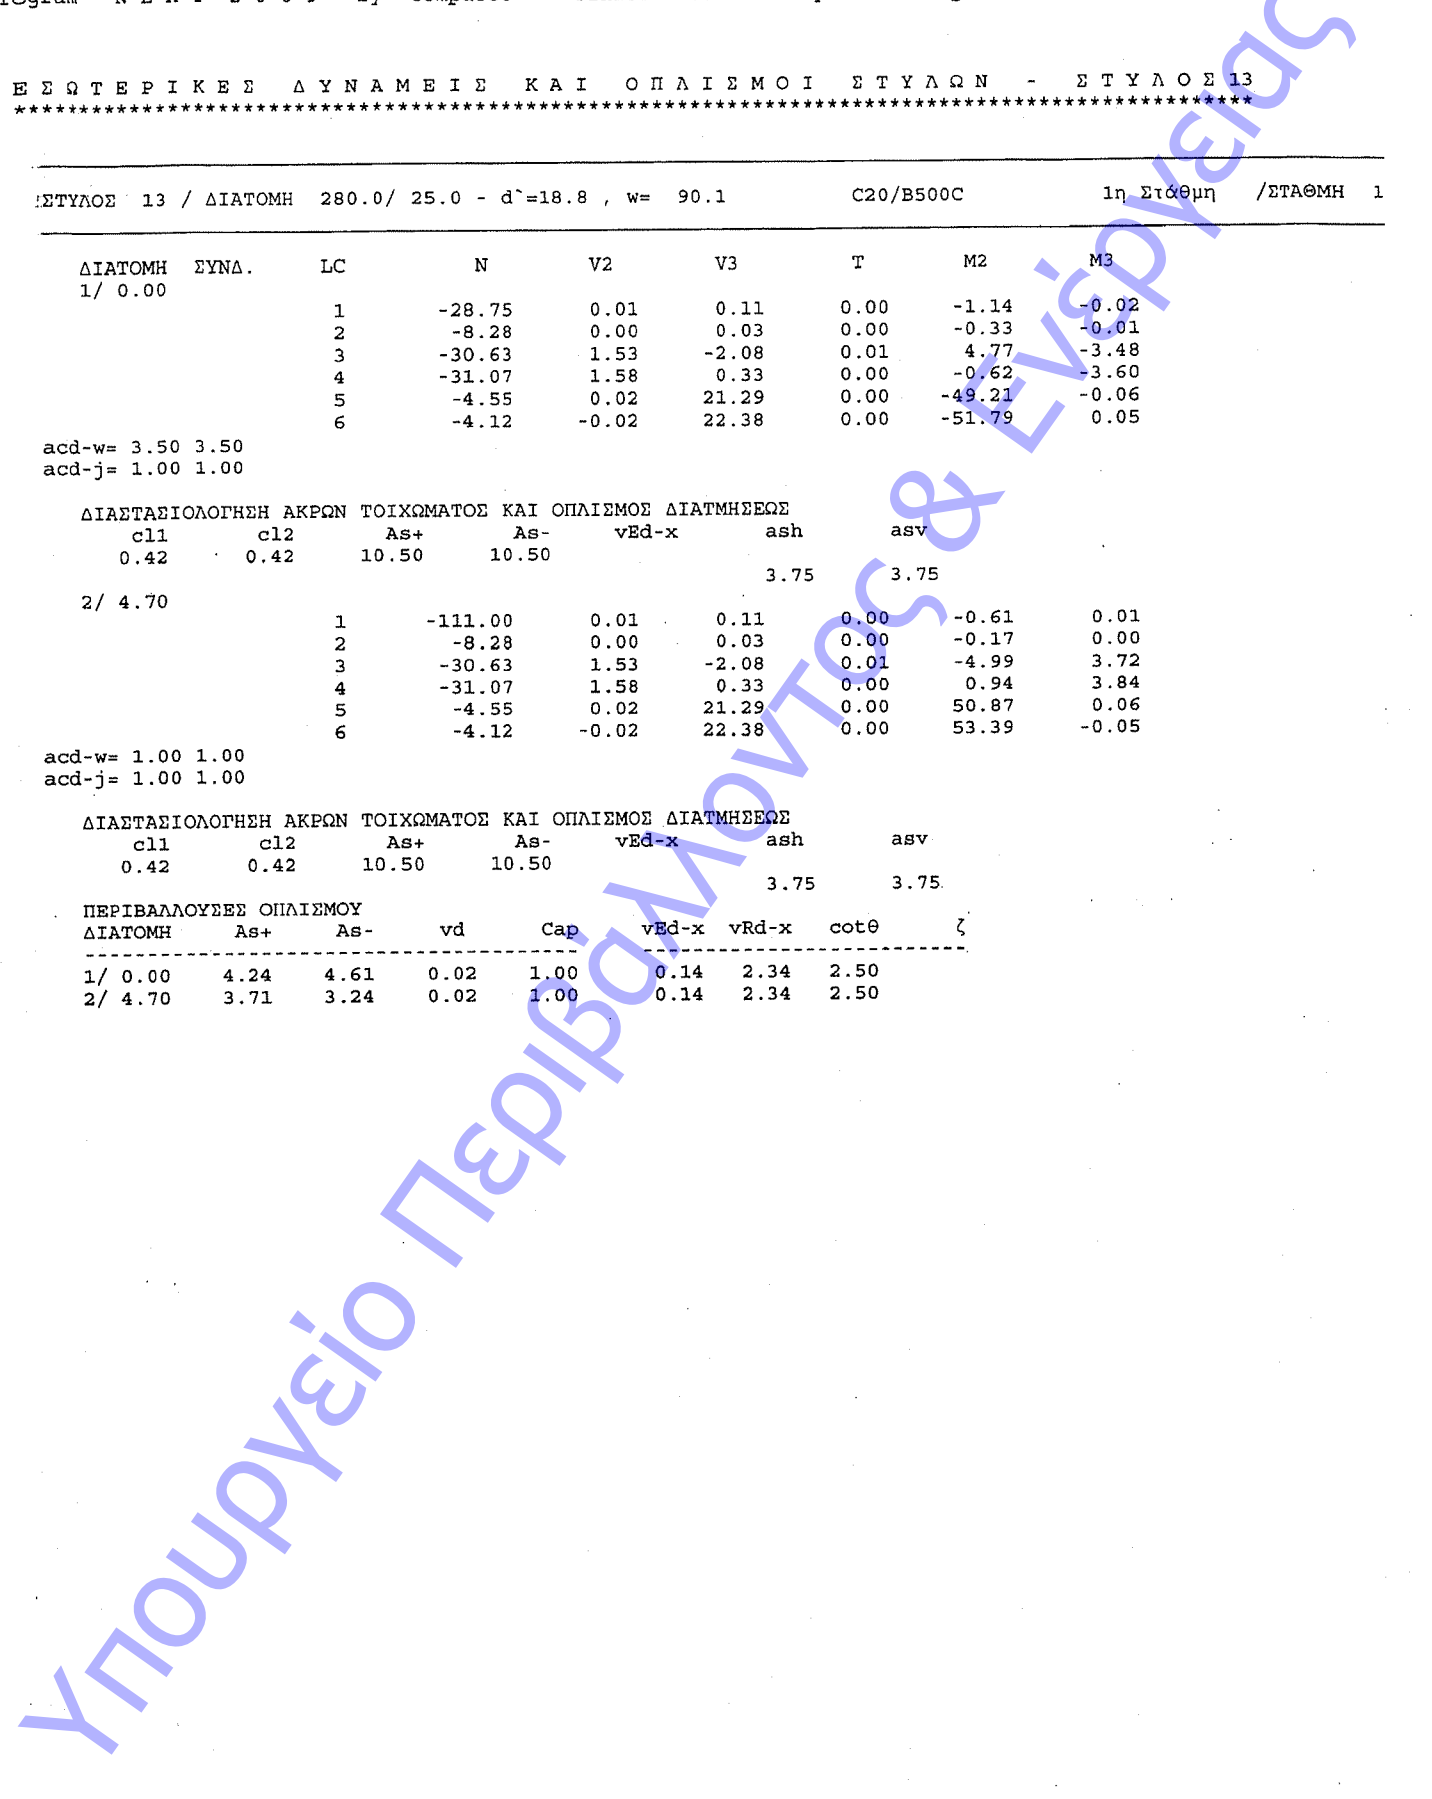 ΕΣΩΤΕΡΙΚΕΣ ΔΥΝΑΜΕΙΣ ΚΑΙ ΟΠΛΙΣΜΟΙ ΣΤΥΛΩΝ - ΣΤΥΛΟΣ 13
***************************************************************************************************
ΣΤΥΛΟΣ 13 / ΔΙΑΤΟΜΗ 280.0/ 25.0 - d`=18.8 , w= 90.1 C20/B500C 1η Στάθμη /ΣΤΑΘΜΗ 1
ΔΙΑΤΟΜΗ ΣΥΝΔ. LC N V2 V3 T M2 M3
1/ 0.00
1 -28.75 0.01 0.11 0.00 -1.14 -0.02
2 -8.28 0.00 0.03 0.00 -0.33 -0.01
3 -30.63 1.53 -2.08 0.01 4.77 -3.48
4 -31.07 1.58 0.33 0.00 -0.62 -3.60
5 -4.55 0.02 21.29 0.00 -49.21 -0.06
6 -4.12 -0.02 22.38 0.00 -51.79 0.05
acd-w= 3.50 3.50
acd-j= 1.00 1.00
ΔΙΑΣΤΑΣΙΟΛΟΓΗΣΗ ΑΚΡΩΝ ΤΟΙΧΩΜΑΤΟΣ ΚΑΙ ΟΠΛΙΣΜΟΣ ΔΙΑΤΜΗΣΕΩΣ
cl1 cl2 As+ As- vEd-x ash asv
0.42 0.42 10.50 10.50
3.75 3.75
2/ 4.70
1 -111.00 0.01 0.11 0.00 -0.61 0.01
2 -8.28 0.00 0.03 0.00 -0.17 0.00
3 -30.63 1.53 -2.08 0.01 -4.99 3.72
4 -31.07 1.58 0.33 0.00 0.94 3.84
5 -4.55 0.02 21.29 0.00 50.87 0.06
6 -4.12 -0.02 22.38 0.00 53.39 -0.05
acd-w= 1.00 1.00
acd-j= 1.00 1.00
ΔΙΑΣΤΑΣΙΟΛΟΓΗΣΗ ΑΚΡΩΝ ΤΟΙΧΩΜΑΤΟΣ ΚΑΙ ΟΠΛΙΣΜΟΣ ΔΙΑΤΜΗΣΕΩΣ
cl1 cl2 As+ As- vEd-x ash asv
0.42 0.42 10.50 10.50
3.75 3.75
ΠΕΡΙΒΑΛΛΟΥΣΕΣ ΟΠΛΙΣΜΟΥ
ΔΙΑΤΟΜΗ As+ As- vd Cap vEd-x vRd-x cotθ ζ
1/ 0.00 4.24 4.61 0.02 1.00 0.14 2.34 2.50
2/ 4.70 3.71 3.24 0.02 1.00 0.14 2.34 2.50
Υπουργείο Περιβάλλοντος & Ενέργειας